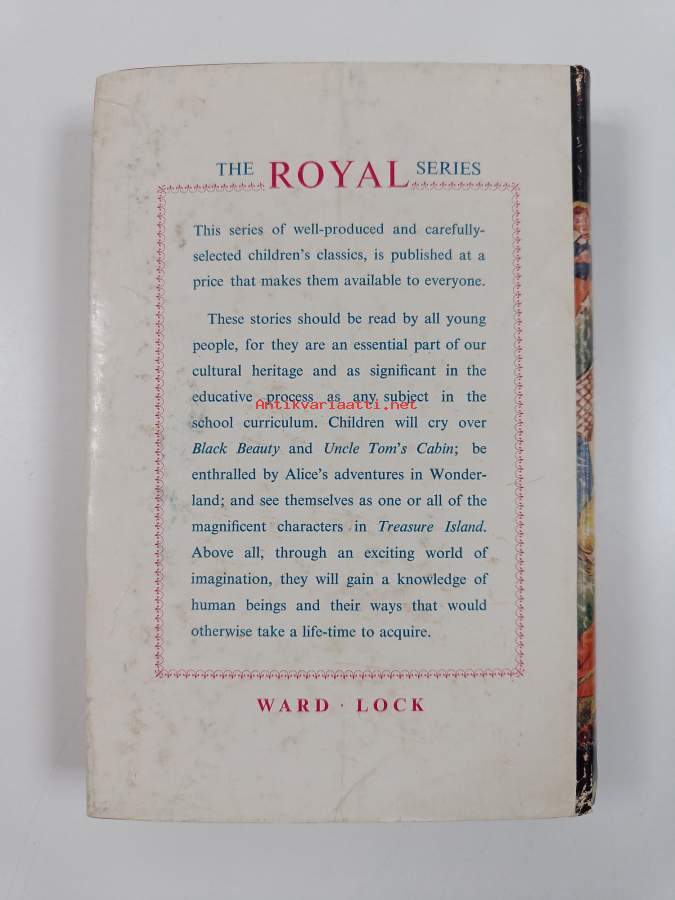 THE ROYAL SERIES
This series of well-produced and carefully-
selected children's classics, is published at a
price that makes them available to everyone.
These stories should be read by all young
people, for they are an essential part of our
cultural heritage and as significant in the
educative process as any subject in the
Antikvariaatti.net
school curriculum. Children will cry over
Black Beauty and Uncle Tom's Cabin; be
enthralled by Alice's adventures in Wonder-
land; and see themselves as one or all of the
magnificent characters in Treasure Island.
Above all, through an exciting world of
imagination, they will gain a knowledge of
human beings and their ways that would
otherwise take a life-time to acquire.
WARD · LOCK